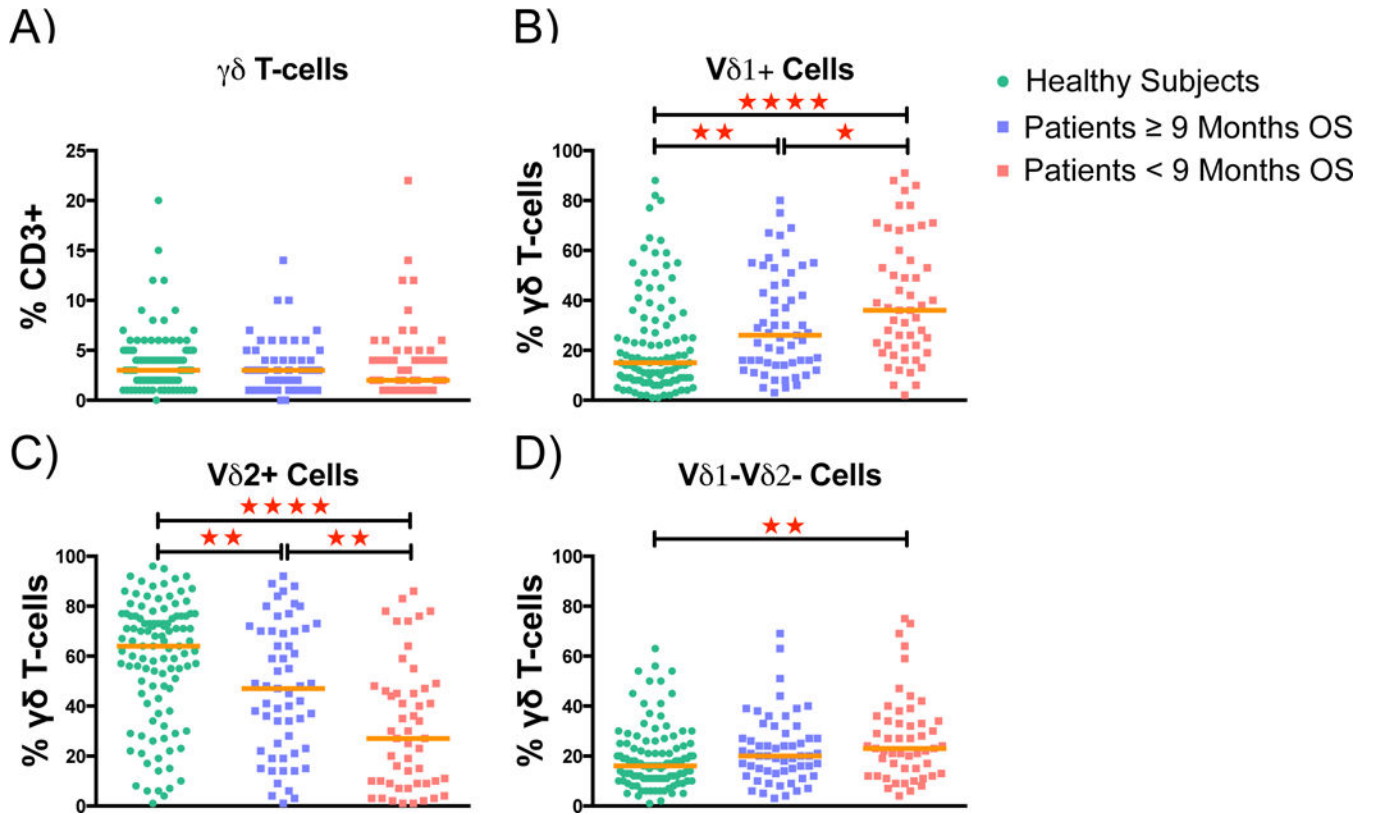 A)
γδ T-cells
% CD3+
25
20
15
10
5
0
B)
Vδ1+ Cells
% γδ T-cells
100
80
60
40
20
0
Healthy Subjects
Patients ≥ 9 Months OS
Patients < 9 Months OS
C)
Vδ2+ Cells
% γδ T-cells
100
80
60
40
20
0
D)
Vδ1-Vδ2- Cells
% γδ T-cells
100
80
60
40
20
0